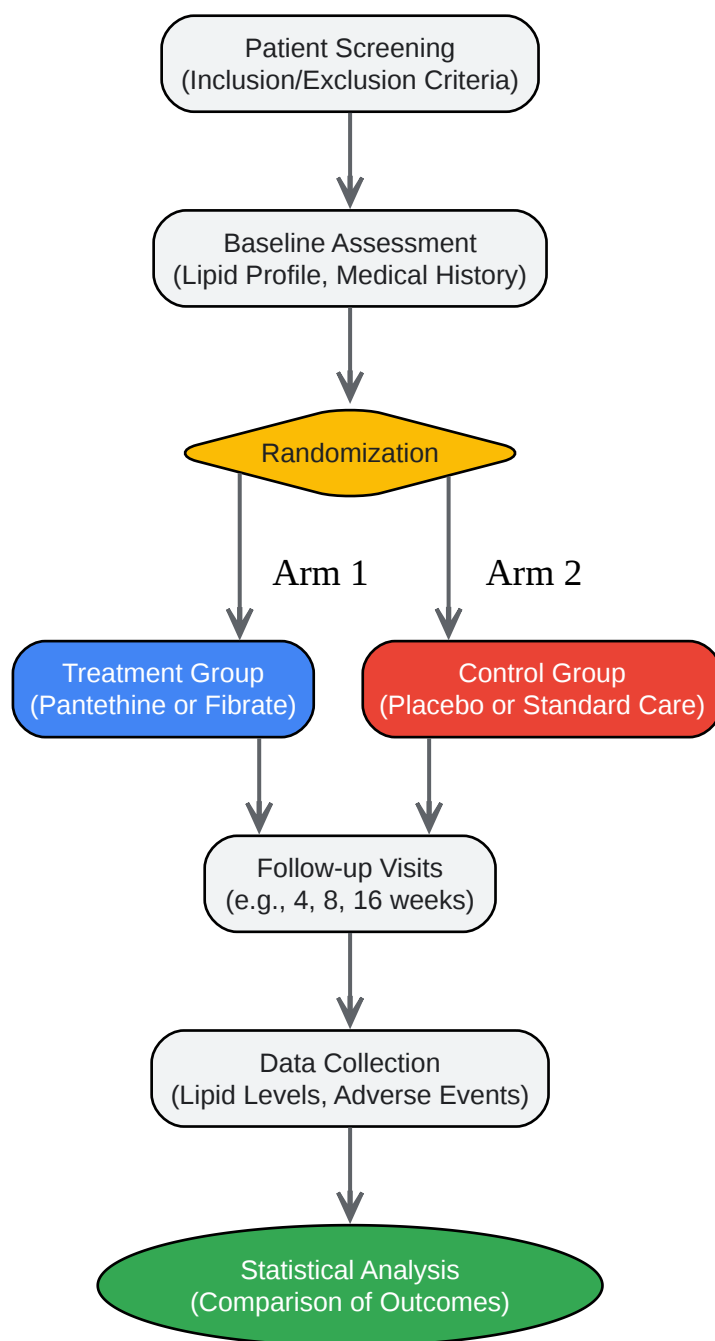 Patient Screening
(Inclusion/Exclusion Criteria)
Baseline Assessment
(Lipid Profile, Medical History)
Randomization
Arm 1
Arm 2
Treatment Group
(Pantethine or Fibrate)
Control Group
(Placebo or Standard Care)
Follow-up Visits
(e.g., 4, 8, 16 weeks)
Data Collection
(Lipid Levels, Adverse Events)
Statistical Analysis
(Comparison of Outcomes)